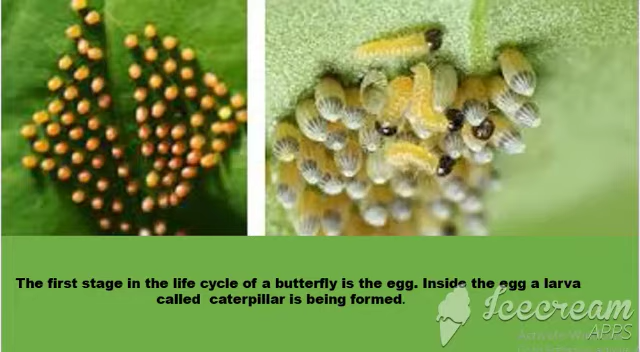 The first stage in the life cycle of a butterfly is the egg. Inside the egg a larva
called  caterpillar is being formed.
Icecream
APPS